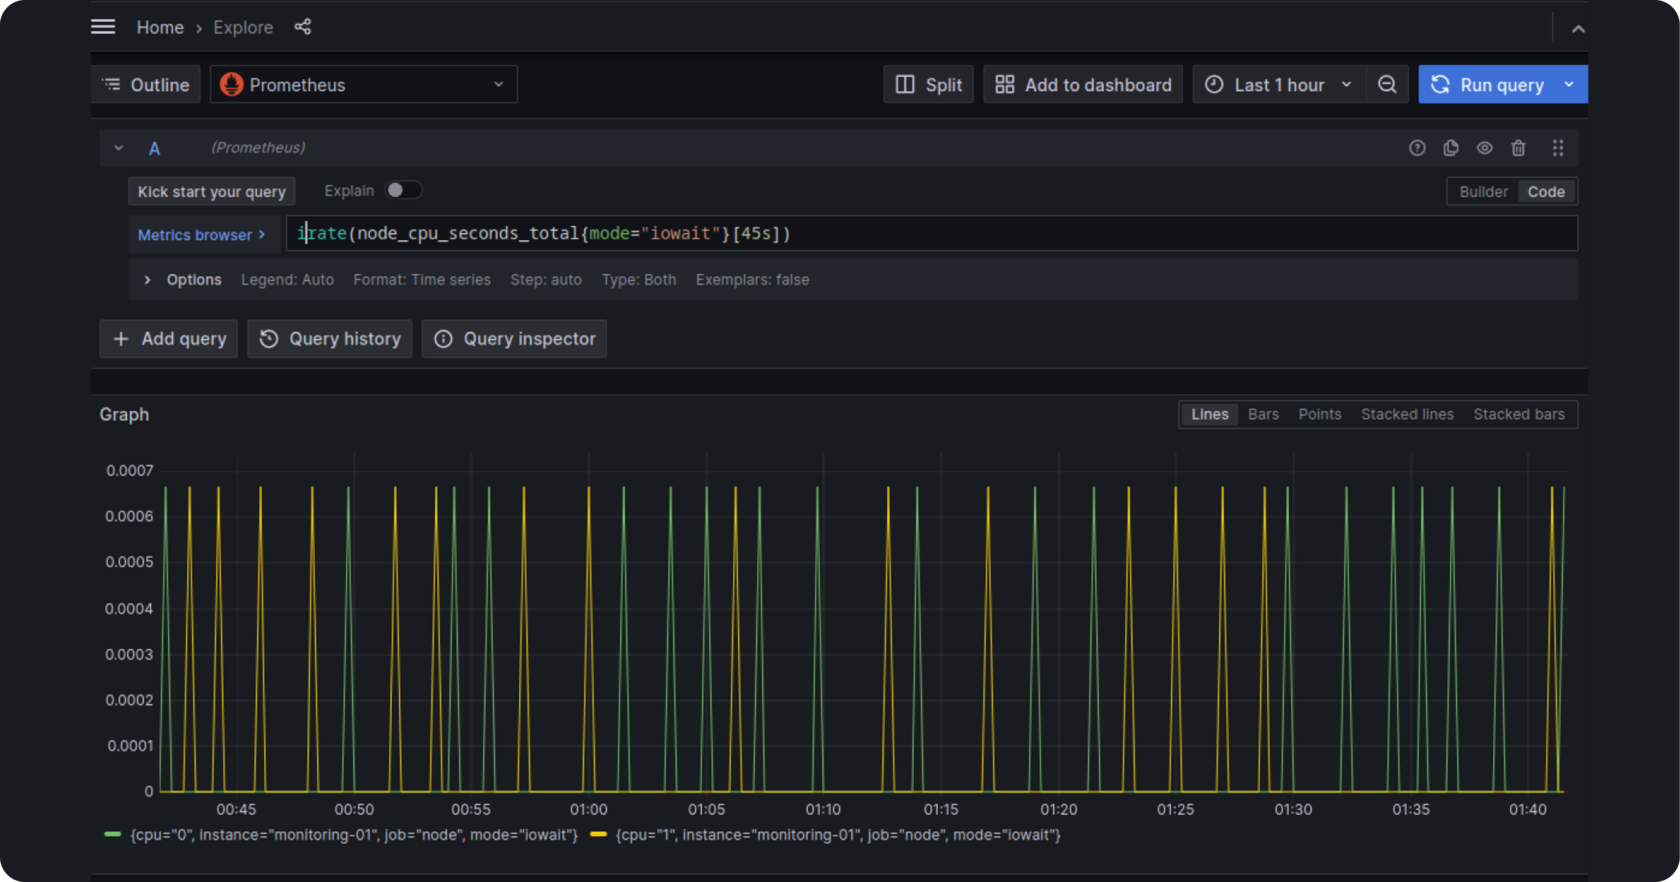 Home › Explore
Outline Prometheus Split Add to dashboard Last 1 hour Run query
A (Prometheus)
Kick start your query Explain Builder Code
Metrics browser > irate(node_cpu_seconds_total{mode="iowait"}[45s])
Options Legend: Auto Format: Time series Step: auto Type: Both Exemplars: false
+ Add query Query history Query inspector
Graph Lines Bars Points Stacked lines Stacked bars
0.0007
0.0006
0.0005
0.0004
0.0003
0.0002
0.0001
0
00:45 00:50 00:55 01:00 01:05 01:10 01:15 01:20 01:25 01:30 01:35 01:40
{cpu="0", instance="monitoring-01", job="node", mode="iowait"} {cpu="1", instance="monitoring-01", job="node", mode="iowait"}